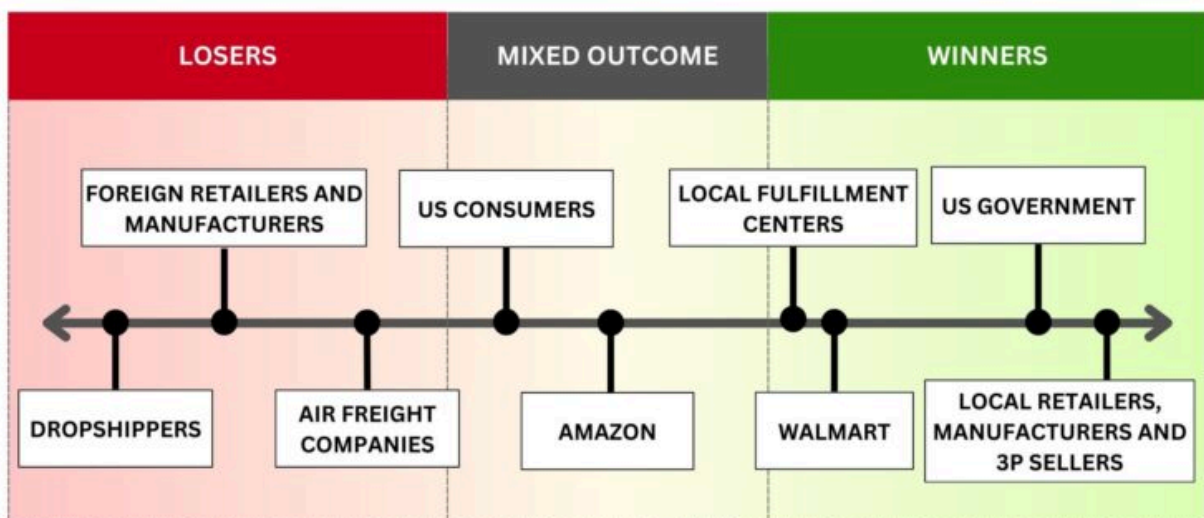 LOSERS
MIXED OUTCOME
WINNERS
FOREIGN RETAILERS AND
MANUFACTURERS
US CONSUMERS
LOCAL FULFILLMENT
CENTERS
US GOVERNMENT
DROPSHIPPERS
AIR FREIGHT
COMPANIES
AMAZON
WALMART
LOCAL RETAILERS,
MANUFACTURERS AND
3P SELLERS